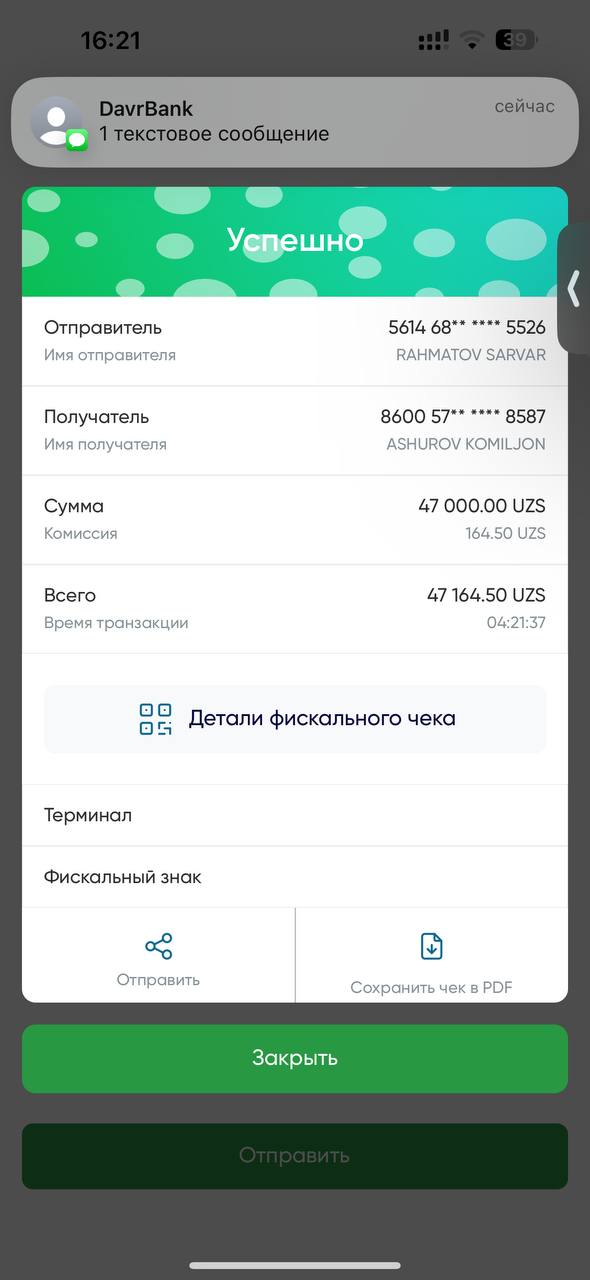 16:21
39
DavrBank
сейчас
1 текстовое сообщение
Успешно
Отправитель 5614 68** **** 5526
Имя отправителя RAHMATOV SARVAR
Получатель 8600 57** **** 8587
Имя получателя ASHUROV KOMILJON
Сумма 47 000.00 UZS
Комиссия 164.50 UZS
Всего 47 164.50 UZS
Время транзакции 04:21:37
Детали фискального чека
Терминал
Фискальный знак
Отправить
Сохранить чек в PDF
Закрыть
Отправить